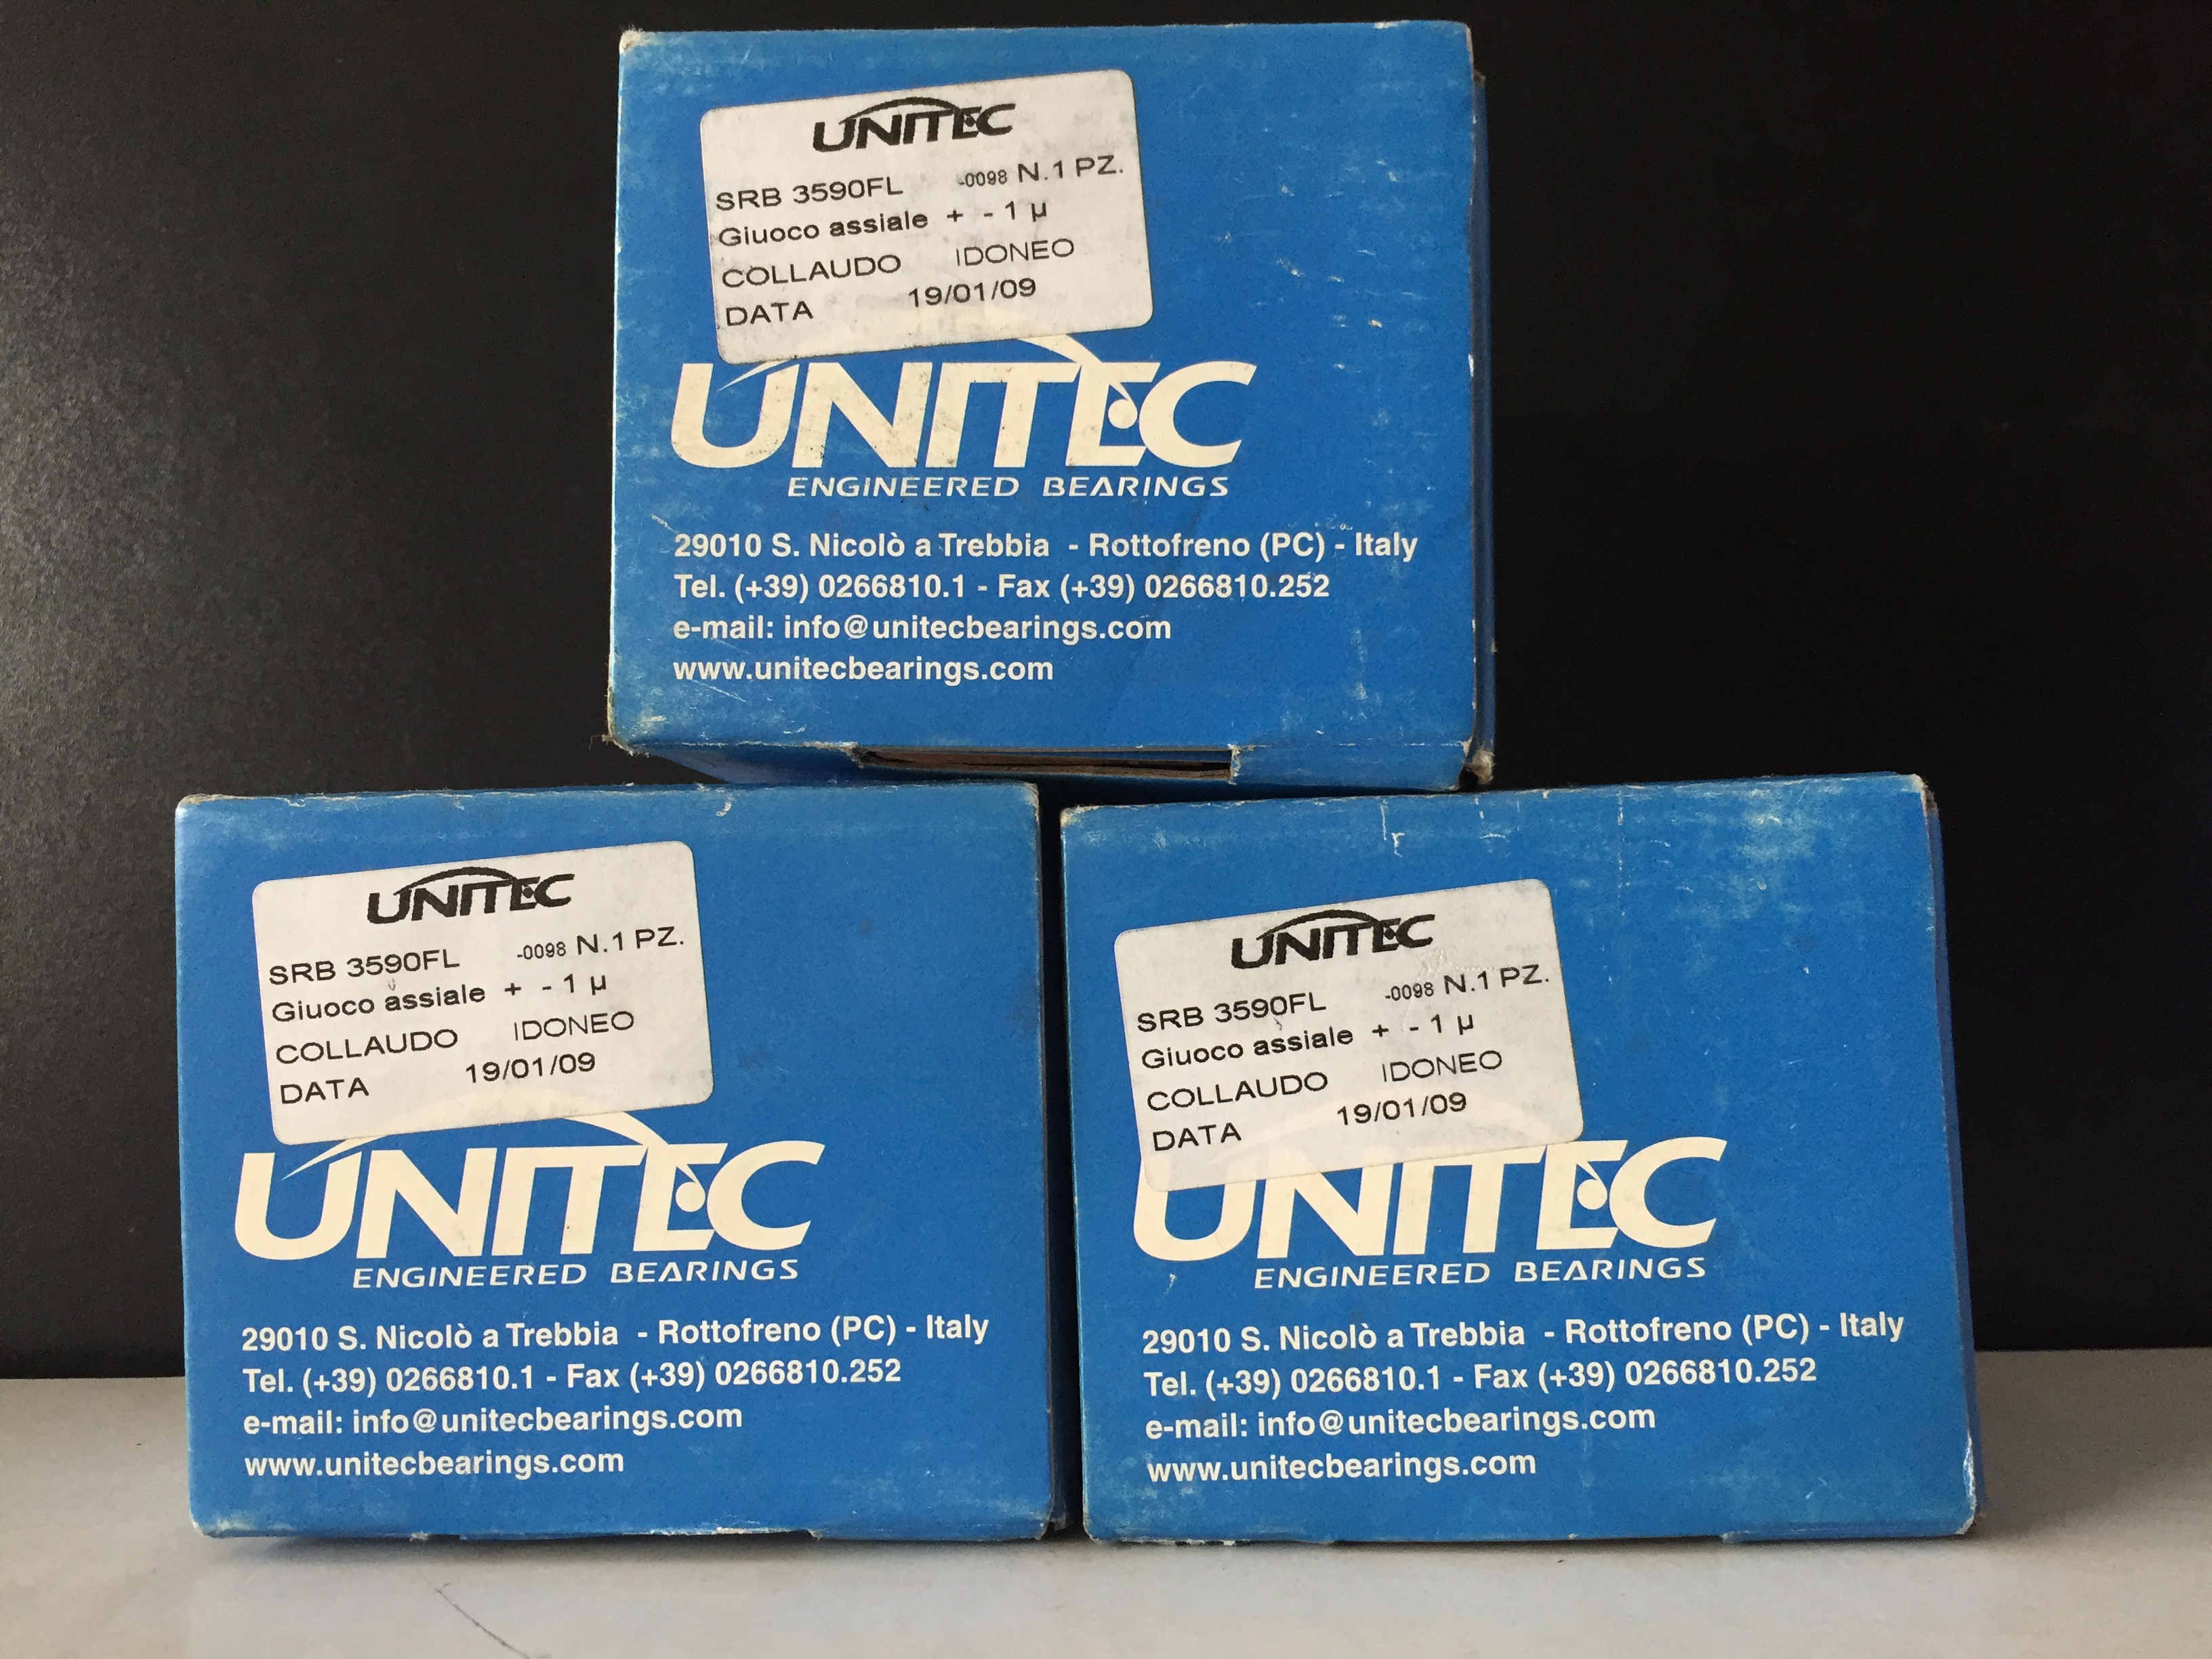 UNITEC
SRB 3590FL -0098 N.1 PZ.
Giuoco assiale + - 1 µ
COLLAUDO IDONEO
DATA 19/01/09
UNITEC
ENGINEERED BEARINGS
29010 S. Nicolò a Trebbia - Rottofreno (PC) - Italy
Tel. (+39) 0266810.1 - Fax (+39) 0266810.252
e-mail: info@unitecbearings.com
www.unitecbearings.com
UNITEC
SRB 3590FL -0098 N.1 PZ.
Giuoco assiale + - 1 µ
COLLAUDO IDONEO
DATA 19/01/09
UNITEC
ENGINEERED BEARINGS
29010 S. Nicolò a Trebbia - Rottofreno (PC) - Italy
Tel. (+39) 0266810.1 - Fax (+39) 0266810.252
e-mail: info@unitecbearings.com
www.unitecbearings.com
UNITEC
SRB 3590FL -0098 N.1 PZ.
Giuoco assiale + - 1 µ
COLLAUDO IDONEO
DATA 19/01/09
UNITEC
ENGINEERED BEARINGS
29010 S. Nicolò a Trebbia - Rottofreno (PC) - Italy
Tel. (+39) 0266810.1 - Fax (+39) 0266810.252
e-mail: info@unitecbearings.com
www.unitecbearings.com